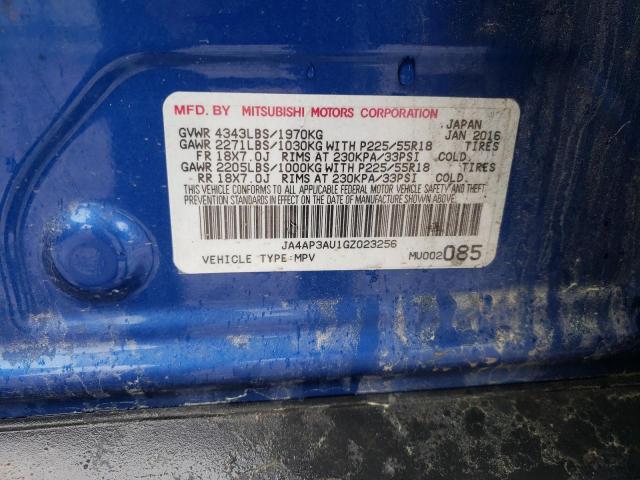 MFD. BY MITSUBISHI MOTORS CORPORATION
JAPAN
GVWR 4343LBS/1970KG JAN 2016
GAWR 2271LBS/1030KG WITH P225/55R18 TIRES
FR 18X7.0J RIMS AT 230KPA/33PSI COLD.
GAWR 2205LBS/1000KG WITH P225/55R18 TIRES
RR 18X7.0J RIMS AT 230KPA/33PSI COLD.
THIS VEHICLE CONFORMS TO ALL APPLICABLE FEDERAL MOTOR VEHICLE SAFETY AND THEFT
PREVENTION STANDARDS IN EFFECT ON THE DATE OF MANUFACTURE SHOWN ABOVE.
JA4AP3AU1GZ023256
VEHICLE TYPE:MPV MU002085